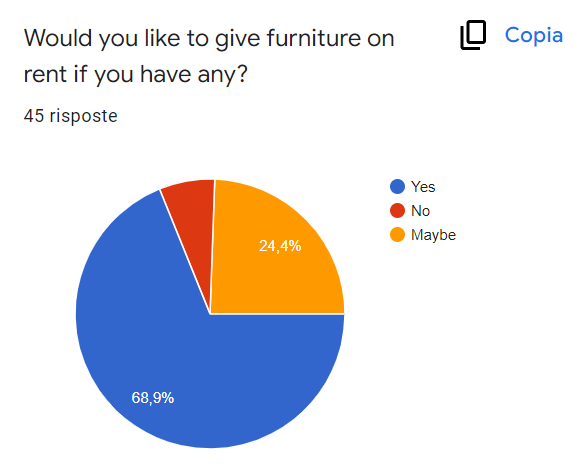 Would you like to give furniture on
rent if you have any?
Copia
45 risposte
Yes
No
Maybe
24,4%
68,9%